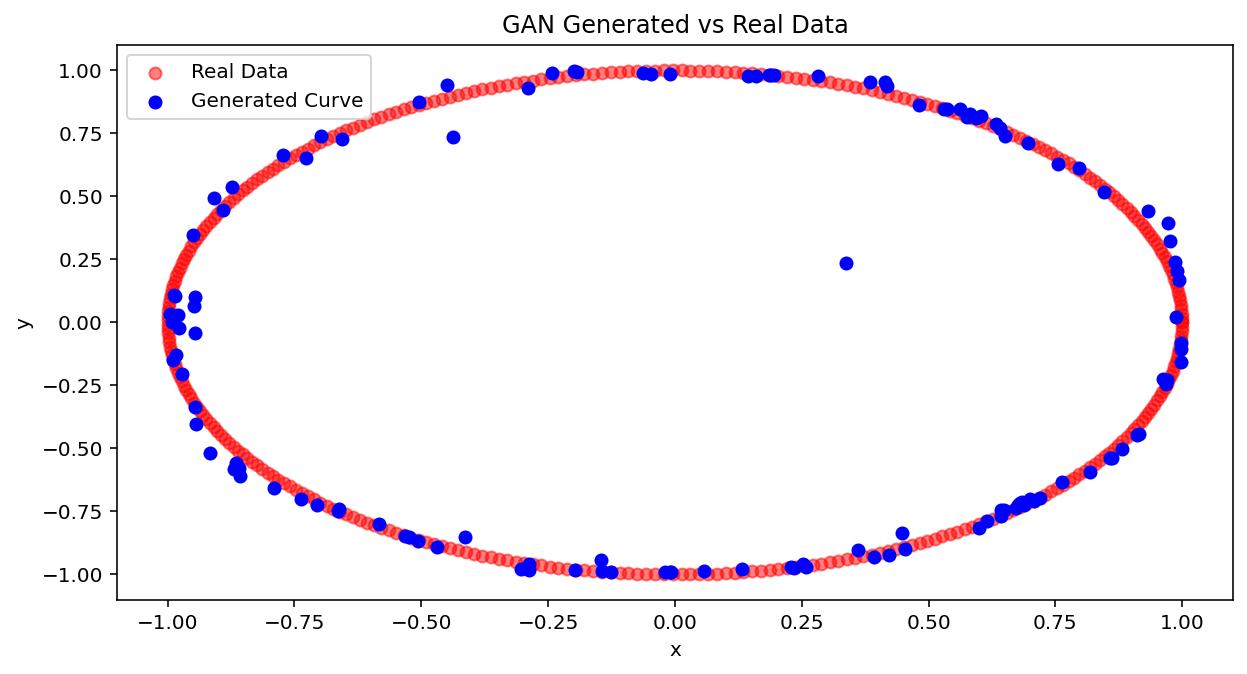 GAN Generated vs Real Data
Real Data
Generated Curve
1.00
0.75
0.50
0.25
0.00
−0.25
−0.50
−0.75
−1.00
y
−1.00 −0.75 −0.50 −0.25 0.00 0.25 0.50 0.75 1.00
x